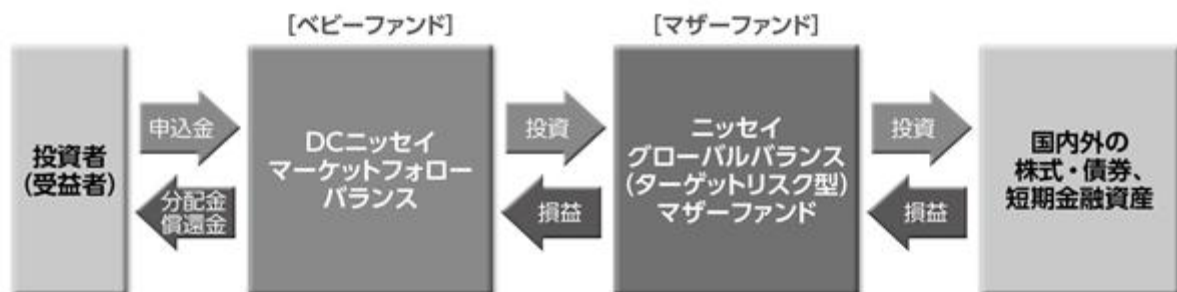 [ベビーファンド]
[マザーファンド]
投資者
(受益者)
申込金
分配金
償還金
DCニッセイ
マーケットフォロー
バランス
投資
損益
ニッセイ
グローバルバランス
(ターゲットリスク型)
マザーファンド
投資
損益
国内外の
株式・債券、
短期金融資産